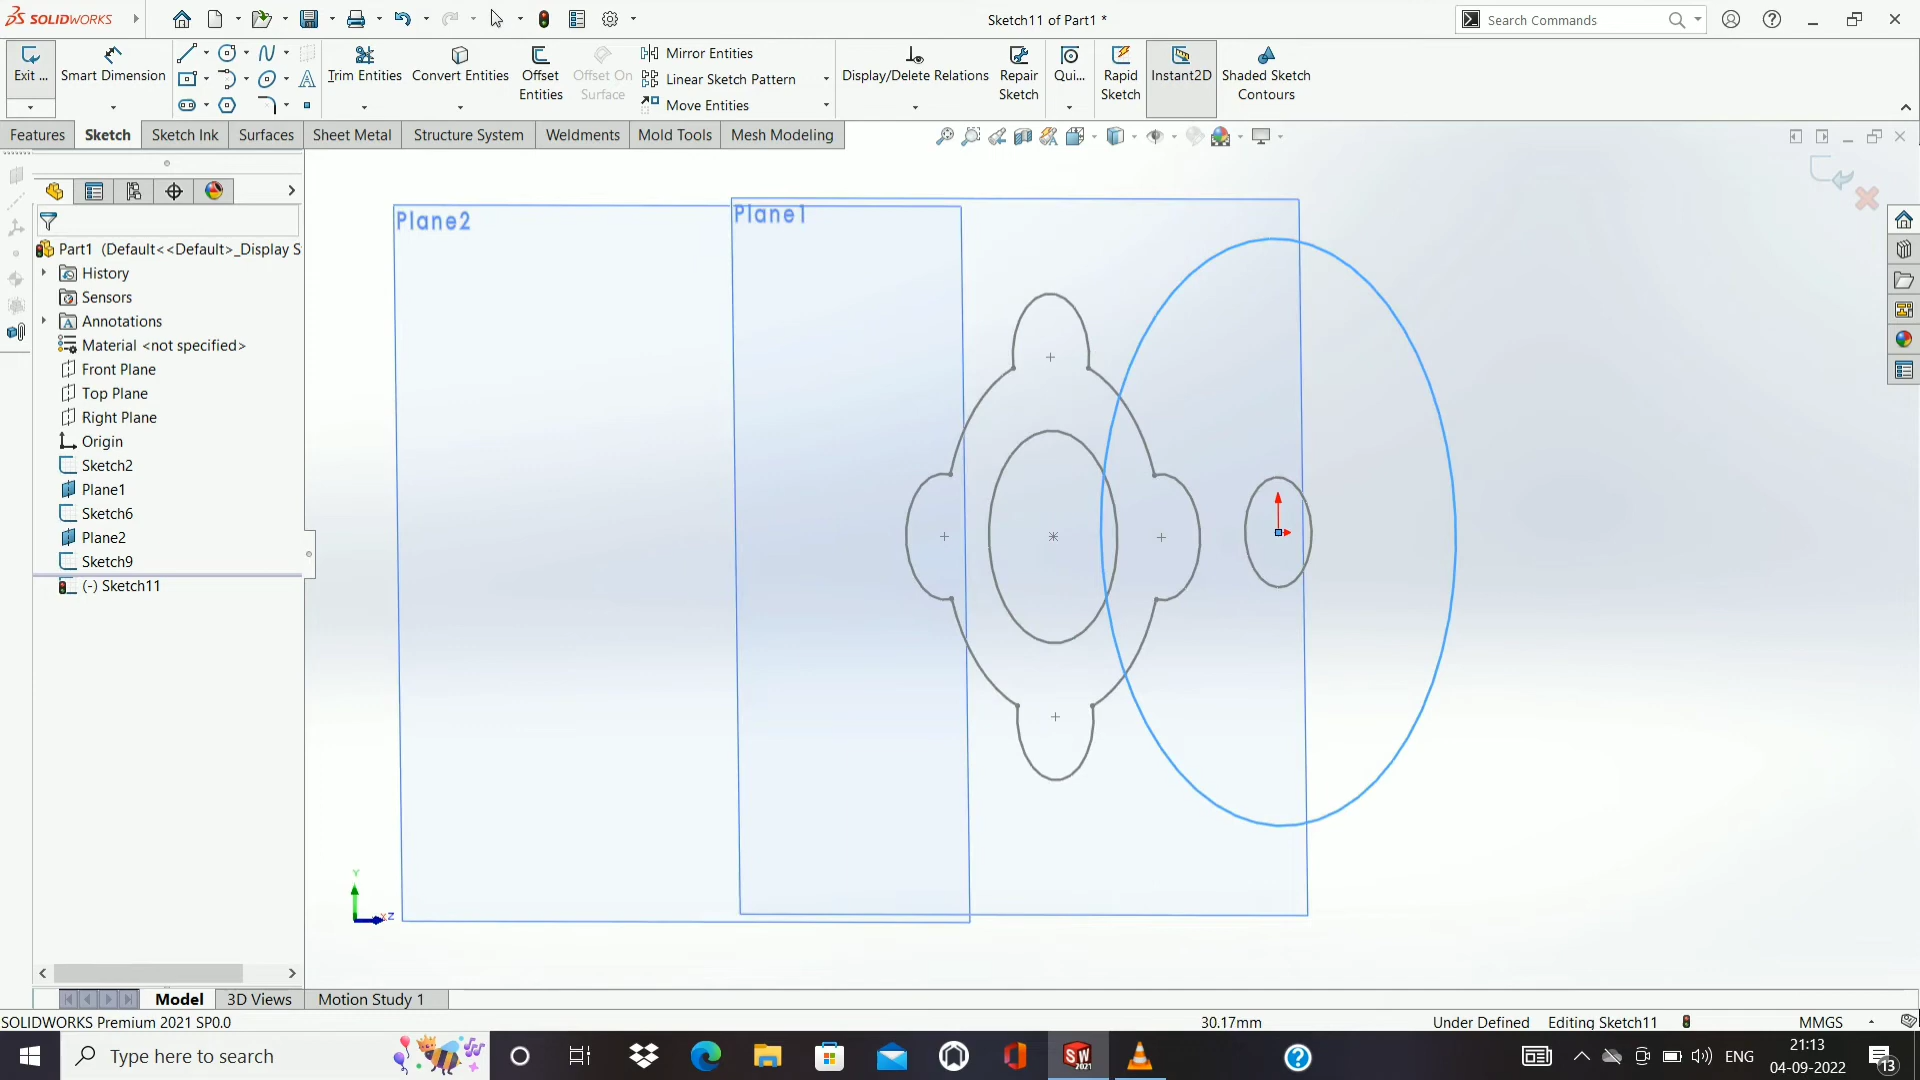 SOLIDWORKS
Sketch11 of Part1 *
Search Commands
Exit ...
Smart Dimension
Trim Entities
Convert Entities
Offset Entities
Offset On Surface
Mirror Entities
Linear Sketch Pattern
Move Entities
Display/Delete Relations
Repair Sketch
Qui...
Rapid Sketch
Instant2D
Shaded Sketch Contours
Features
Sketch
Sketch Ink
Surfaces
Sheet Metal
Structure System
Weldments
Mold Tools
Mesh Modeling
Part1 (Default<<Default>_Display S
History
Sensors
Annotations
Material <not specified>
Front Plane
Top Plane
Right Plane
Origin
Sketch2
Plane1
Sketch6
Plane2
Sketch9
(-) Sketch11
Plane2
Plane1
Y
Z
Model
3D Views
Motion Study 1
SOLIDWORKS Premium 2021 SP0.0
30.17mm
Under Defined
Editing Sketch11
MMGS
Type here to search
SW
2021
ENG
21:13
04-09-2022
13